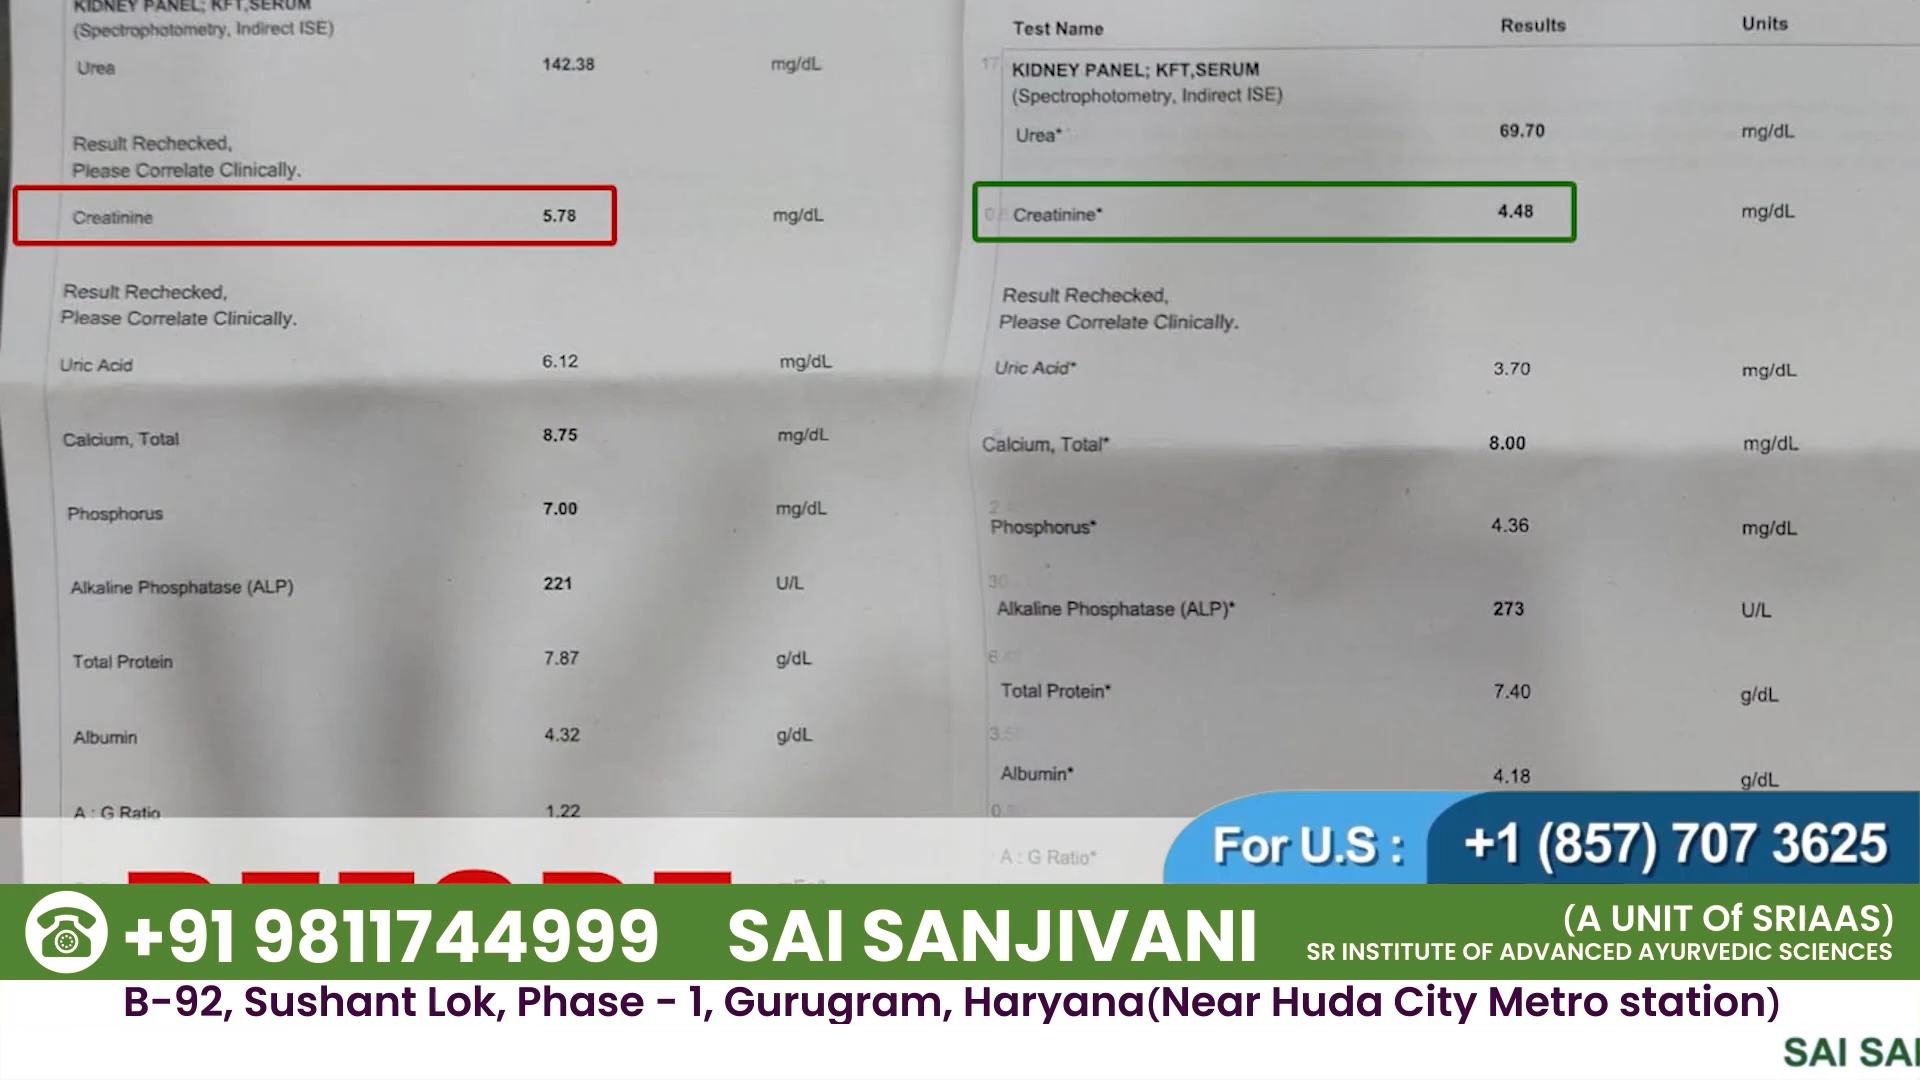 KIDNEY PANEL; KFT,SERUM
(Spectrophotometry, Indirect ISE)
Urea 142.38 mg/dL
Result Rechecked,
Please Correlate Clinically.
Creatinine 5.78 mg/dL
Result Rechecked,
Please Correlate Clinically.
Uric Acid 6.12 mg/dL
Calcium, Total 8.75 mg/dL
Phosphorus 7.00 mg/dL
Alkaline Phosphatase (ALP) 221 U/L
Total Protein 7.87 g/dL
Albumin 4.32 g/dL
A : G Ratio 1.22
Test Name Results Units
KIDNEY PANEL; KFT,SERUM
(Spectrophotometry, Indirect ISE)
Urea* 69.70 mg/dL
Creatinine* 4.48 mg/dL
Result Rechecked,
Please Correlate Clinically.
Uric Acid* 3.70 mg/dL
Calcium, Total* 8.00 mg/dL
Phosphorus* 4.36 mg/dL
Alkaline Phosphatase (ALP)* 273 U/L
Total Protein* 7.40 g/dL
Albumin* 4.18 g/dL
A : G Ratio*
For U.S : +1 (857) 707 3625
+91 9811744999 SAI SANJIVANI
(A UNIT Of SRIAAS)
SR INSTITUTE OF ADVANCED AYURVEDIC SCIENCES
B-92, Sushant Lok, Phase - 1, Gurugram, Haryana(Near Huda City Metro station)
SAI